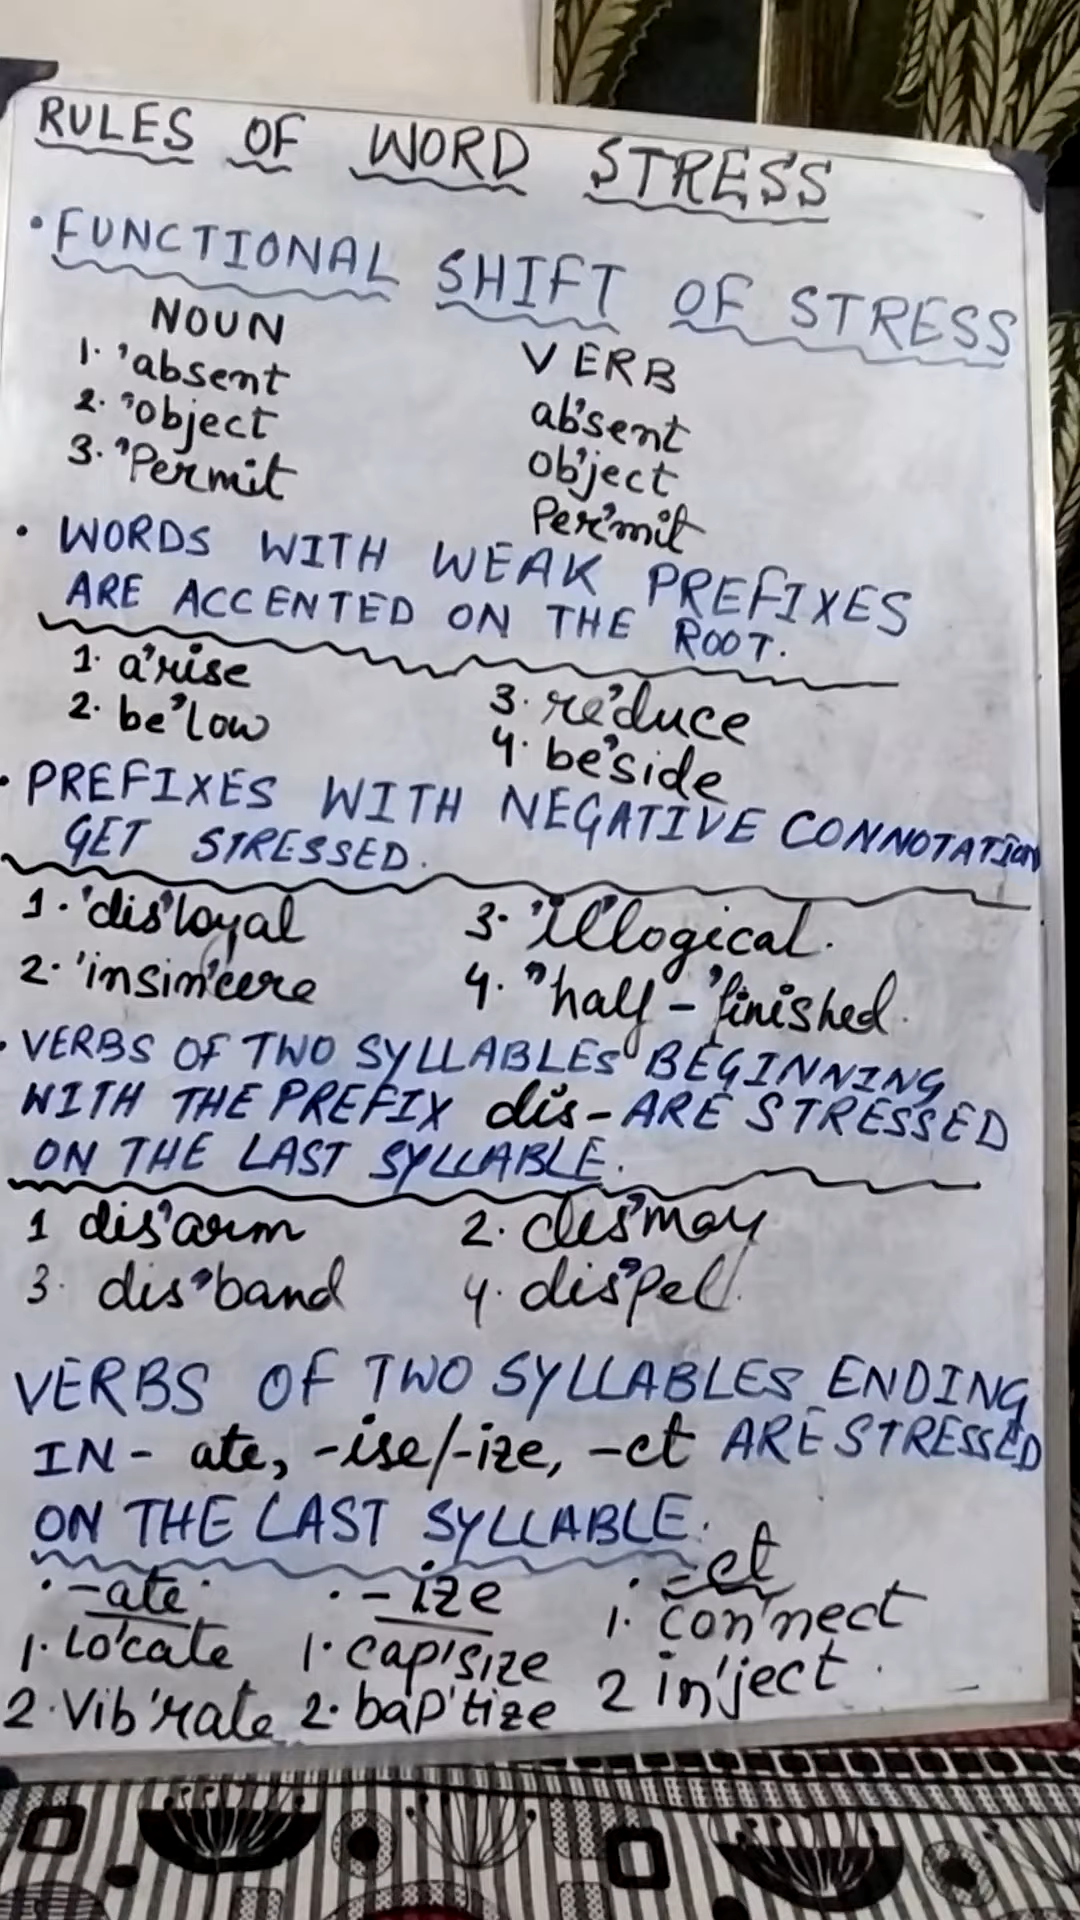 RULES OF WORD STRESS
• FUNCTIONAL SHIFT OF STRESS
NOUN VERB
1. 'absent ab'sent
2. 'object ob'ject
3. 'Permit Per'mit
• WORDS WITH WEAK PREFIXES
ARE ACCENTED ON THE ROOT.
1. a'rise 3. re'duce
2. be'low 4. be'side
• PREFIXES WITH NEGATIVE CONNOTATION
GET STRESSED.
1. 'dis'loyal 3. 'il'logical.
2. 'insin'cere 4. 'half-'finished.
• VERBS OF TWO SYLLABLES BEGINNING
WITH THE PREFIX dis- ARE STRESSED
ON THE LAST SYLLABLE.
1 dis'arm 2. dis'may
3. dis'band 4. dis'pel.
VERBS OF TWO SYLLABLES ENDING
IN- ate, -ise/-ize, -ct ARE STRESSED
ON THE LAST SYLLABLE.
• -ate • -ize • -ct
1. Lo'cate 1. cap'size 1. con'nect
2. Vib'rate 2. bap'tize 2 in'ject.